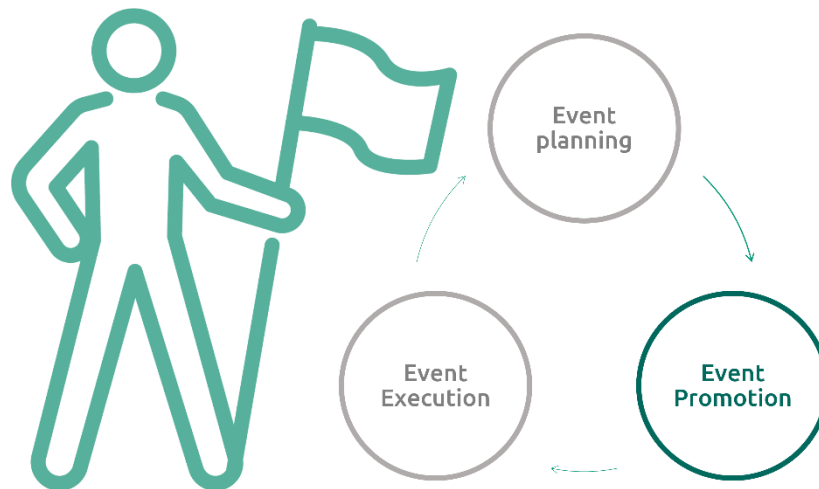 Event
planning
Event
Execution
Event
Promotion